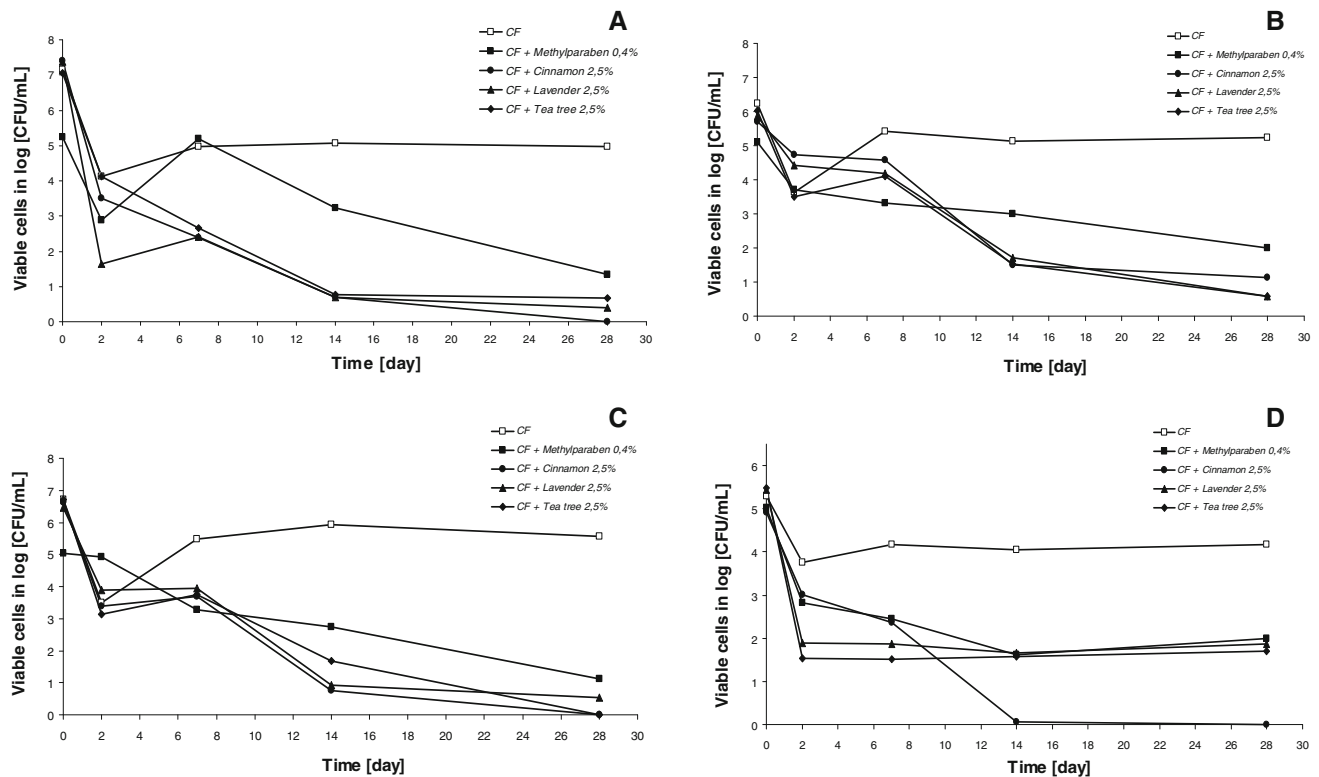 A
CF
CF + Methylparaben 0,4%
CF + Cinnamon 2,5%
CF + Lavender 2,5%
CF + Tea tree 2,5%
Viable cells in log [CFU/mL]
8
7
6
5
4
3
2
1
0
0 2 4 6 8 10 12 14 16 18 20 22 24 26 28 30
Time [day]
B
CF
CF + Methylparaben 0,4%
CF + Cinnamon 2,5%
CF + Lavender 2,5%
CF + Tea tree 2,5%
Viable cells in log [CFU/mL]
8
7
6
5
4
3
2
1
0
0 2 4 6 8 10 12 14 16 18 20 22 24 26 28 30
Time [day]
C
CF
CF + Methylparaben 0,4%
CF + Cinnamon 2,5%
CF + Lavender 2,5%
CF + Tea tree 2,5%
Viable cells in log [CFU/mL]
8
7
6
5
4
3
2
1
0
0 2 4 6 8 10 12 14 16 18 20 22 24 26 28 30
Time [day]
D
CF
CF + Methylparaben 0,4%
CF + Cinnamon 2,5%
CF + Lavender 2,5%
CF + Tea tree 2,5%
Viable cells in log [CFU/mL]
6
5
4
3
2
1
0
0 2 4 6 8 10 12 14 16 18 20 22 24 26 28 30
Time [day]